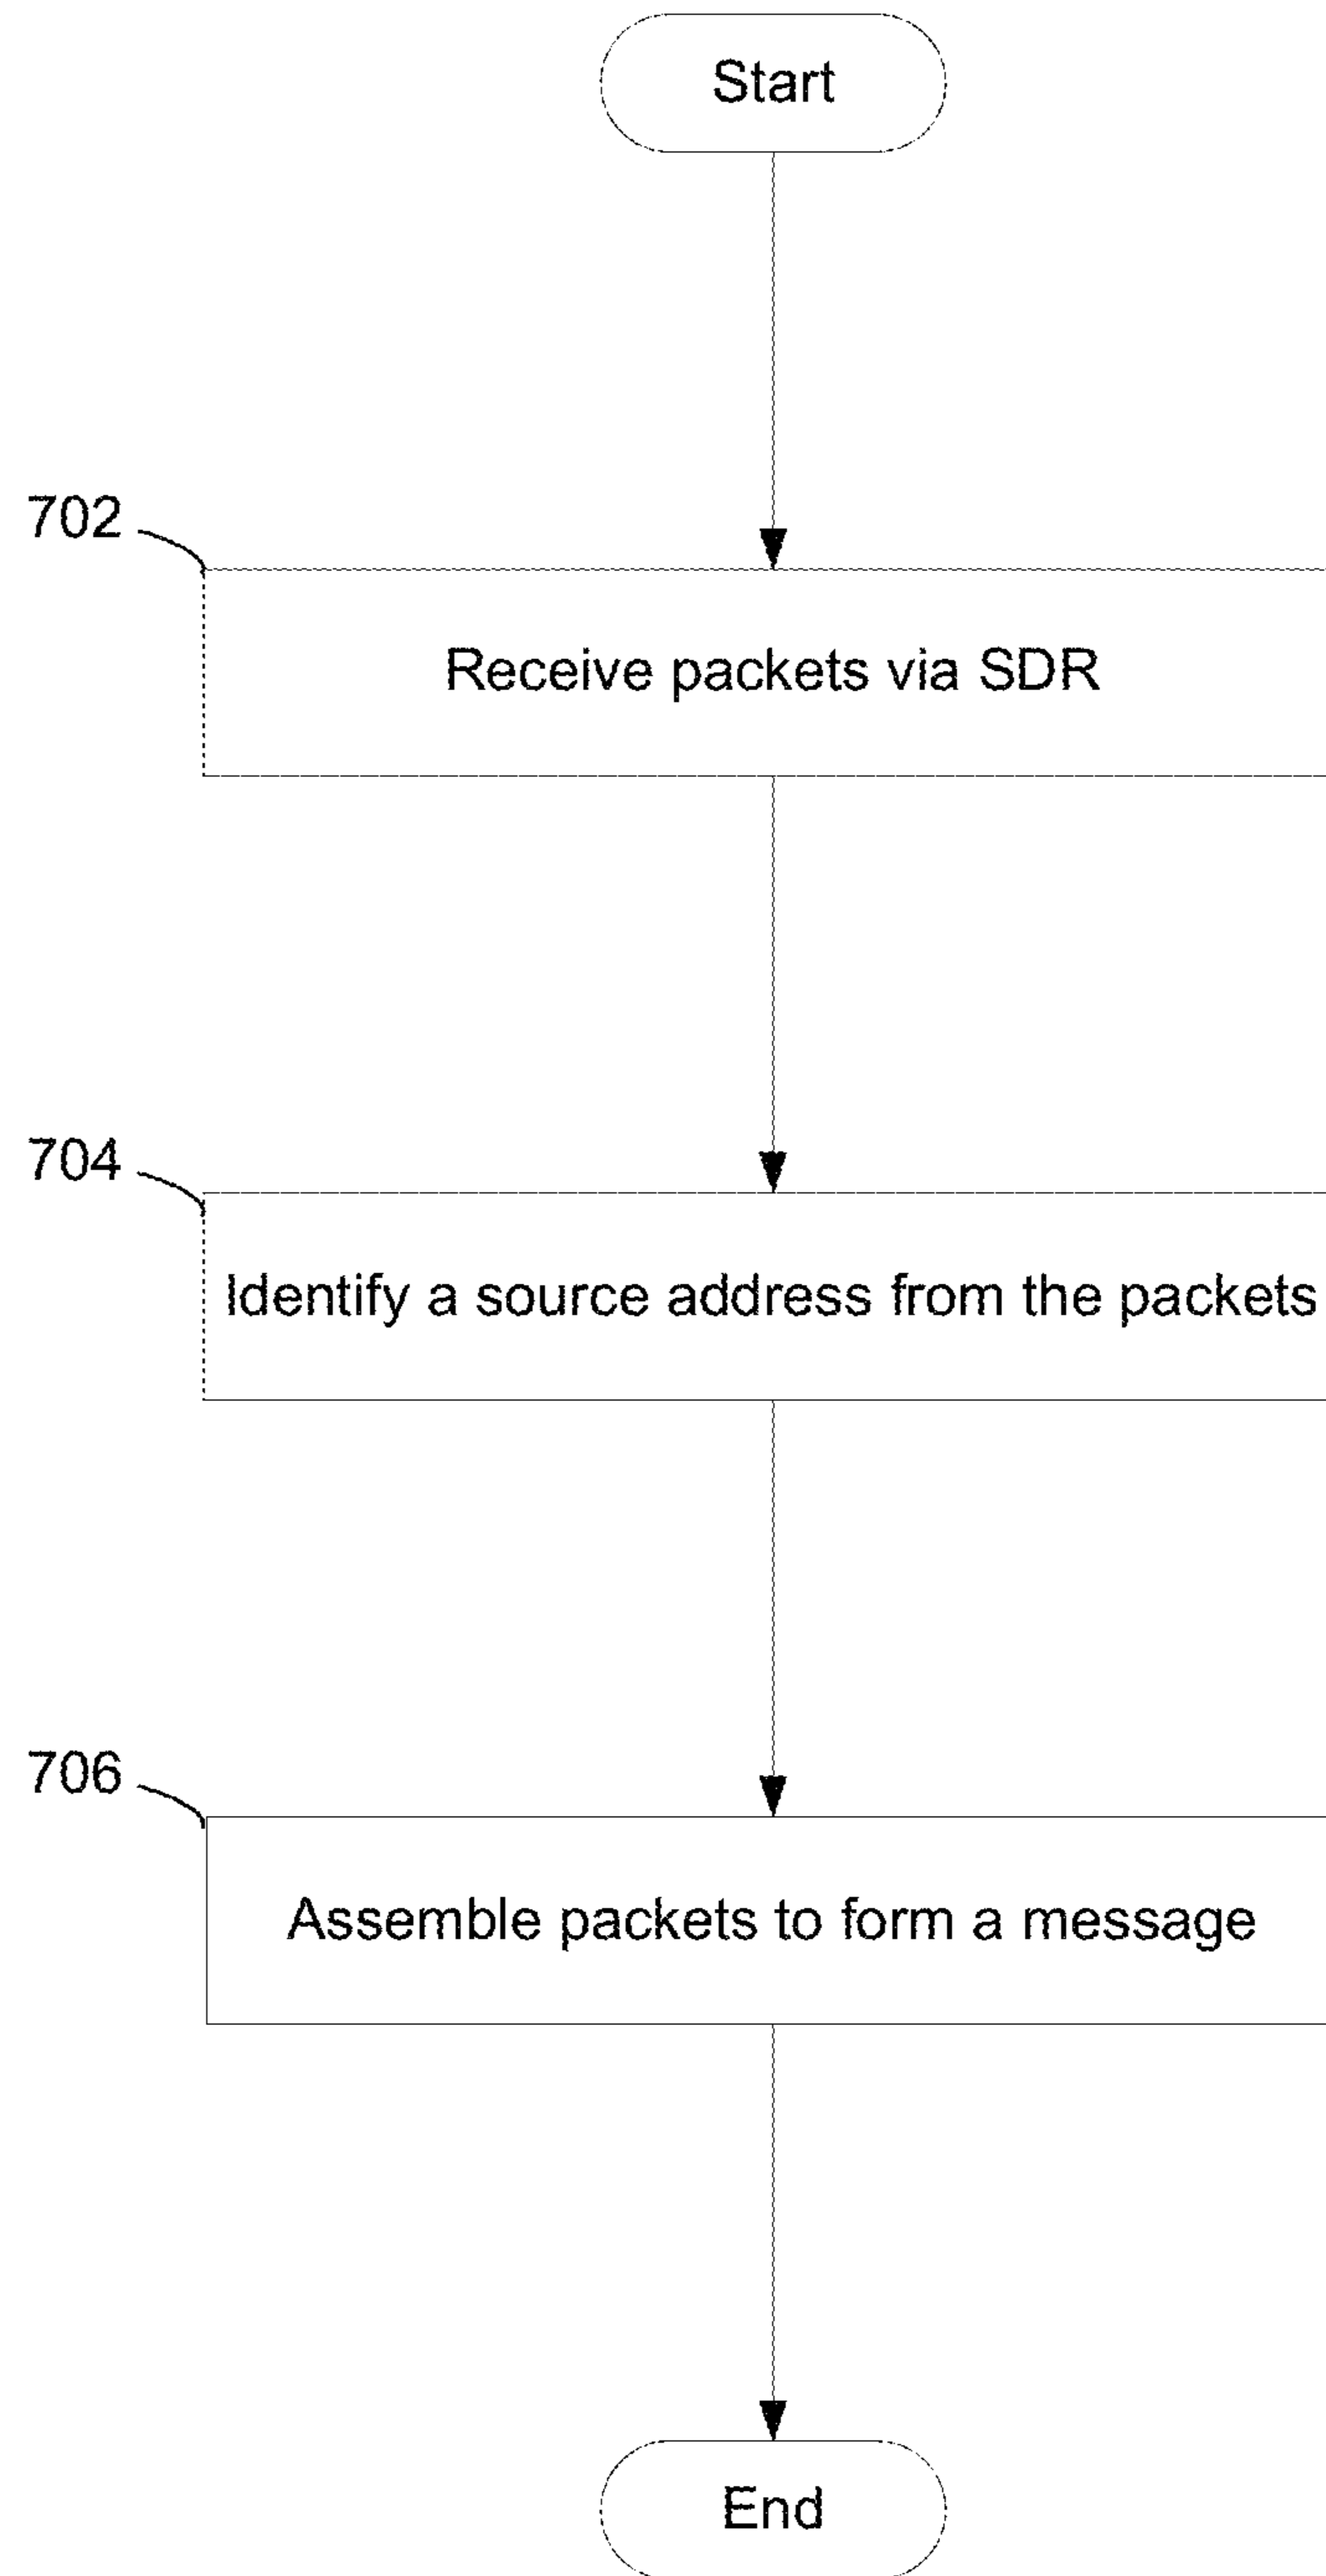 Start
702
Receive packets via SDR
704
Identify a source address from the packets
706
Assemble packets to form a message
End